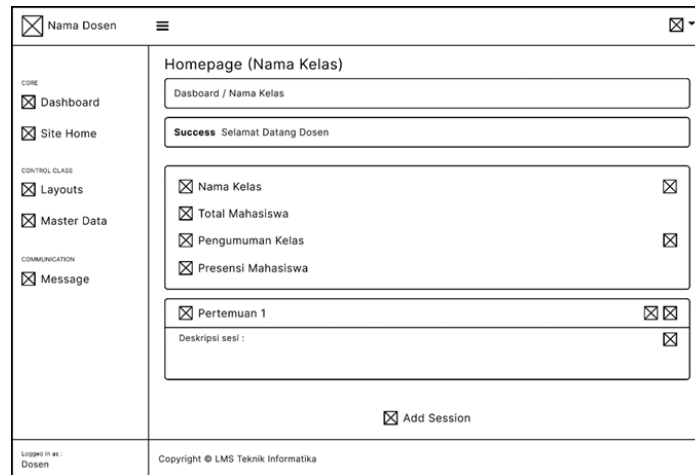 Nama Dosen
CORE
Dashboard
Site Home
CONTROL CLASS
Layouts
Master Data
COMMUNICATION
Message
Logged in as :
Dosen
Homepage (Nama Kelas)
Dasboard / Nama Kelas
Success Selamat Datang Dosen
Nama Kelas
Total Mahasiswa
Pengumuman Kelas
Presensi Mahasiswa
Pertemuan 1
Deskripsi sesi :
Add Session
Copyright © LMS Teknik Informatika